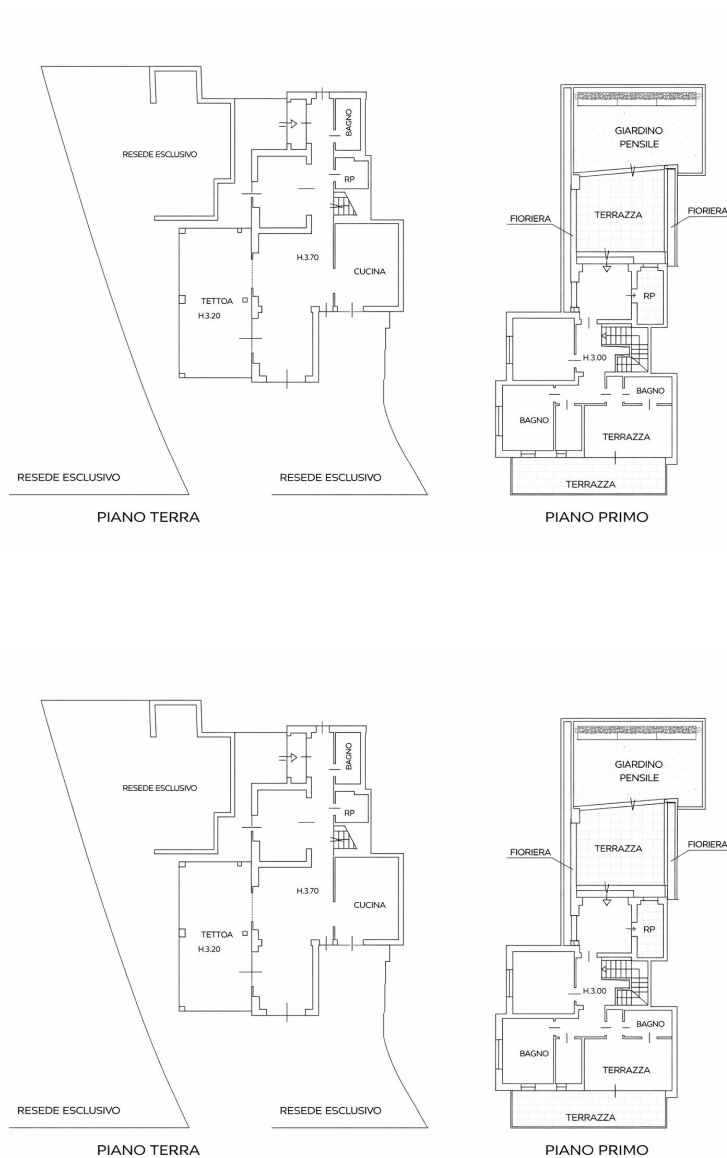 RESEDE ESCLUSIVO
BAGNO
RP
H.3.70
CUCINA
TETTOA
H.3.20
RESEDE ESCLUSIVO
RESEDE ESCLUSIVO
PIANO TERRA
GIARDINO
PENSILE
TERRAZZA
FIORIERA
FIORIERA
RP
H.3.00
BAGNO
BAGNO
TERRAZZA
TERRAZZA
PIANO PRIMO
RESEDE ESCLUSIVO
BAGNO
RP
H.3.70
CUCINA
TETTOA
H.3.20
RESEDE ESCLUSIVO
RESEDE ESCLUSIVO
PIANO TERRA
GIARDINO
PENSILE
TERRAZZA
FIORIERA
FIORIERA
RP
H.3.00
BAGNO
BAGNO
TERRAZZA
TERRAZZA
PIANO PRIMO